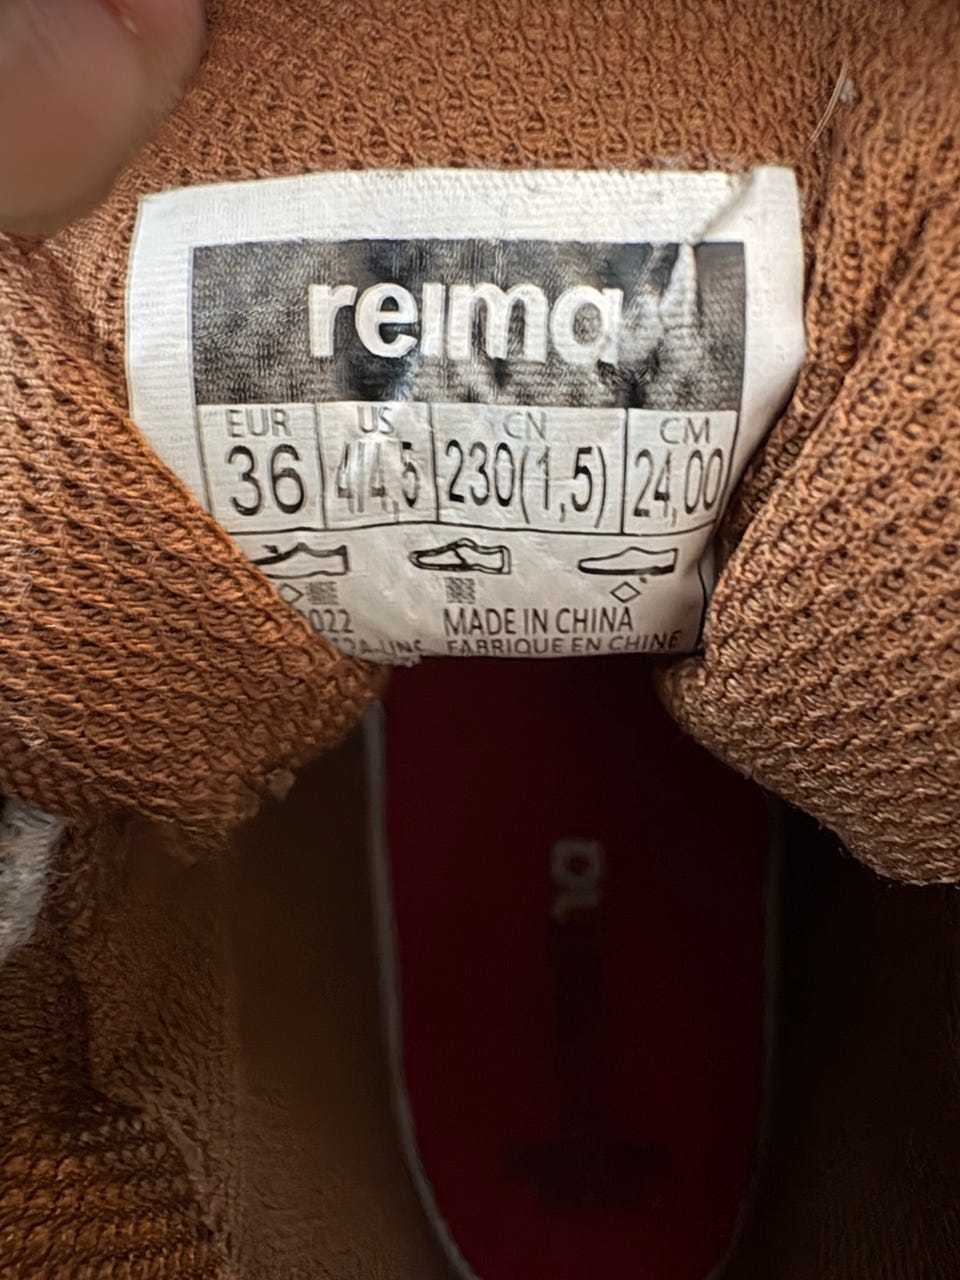 reima
EUR US CN CM
36 4/4,5 230(1,5) 24,00
022 MADE IN CHINA
FABRIQUE EN CHINE